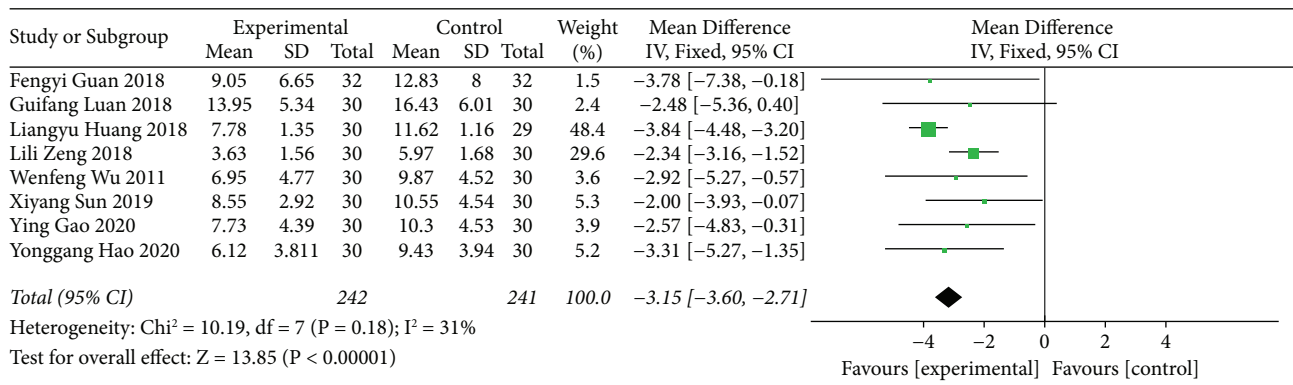 Study or Subgroup Experimental Control Weight Mean Difference Mean Difference
Mean SD Total Mean SD Total (%) IV, Fixed, 95% CI IV, Fixed, 95% CI
Fengyi Guan 2018 9.05 6.65 32 12.83 8 32 1.5 −3.78 [−7.38, −0.18]
Guifang Luan 2018 13.95 5.34 30 16.43 6.01 30 2.4 −2.48 [−5.36, 0.40]
Liangyu Huang 2018 7.78 1.35 30 11.62 1.16 29 48.4 −3.84 [−4.48, −3.20]
Lili Zeng 2018 3.63 1.56 30 5.97 1.68 30 29.6 −2.34 [−3.16, −1.52]
Wenfeng Wu 2011 6.95 4.77 30 9.87 4.52 30 3.6 −2.92 [−5.27, −0.57]
Xiyang Sun 2019 8.55 2.92 30 10.55 4.54 30 5.3 −2.00 [−3.93, −0.07]
Ying Gao 2020 7.73 4.39 30 10.3 4.53 30 3.9 −2.57 [−4.83, −0.31]
Yonggang Hao 2020 6.12 3.811 30 9.43 3.94 30 5.2 −3.31 [−5.27, −1.35]
Total (95% CI) 242 241 100.0 −3.15 [−3.60, −2.71]
Heterogeneity: Chi² = 10.19, df = 7 (P = 0.18); I² = 31%
Test for overall effect: Z = 13.85 (P < 0.00001)
−4 −2 0 2 4
Favours [experimental] Favours [control]